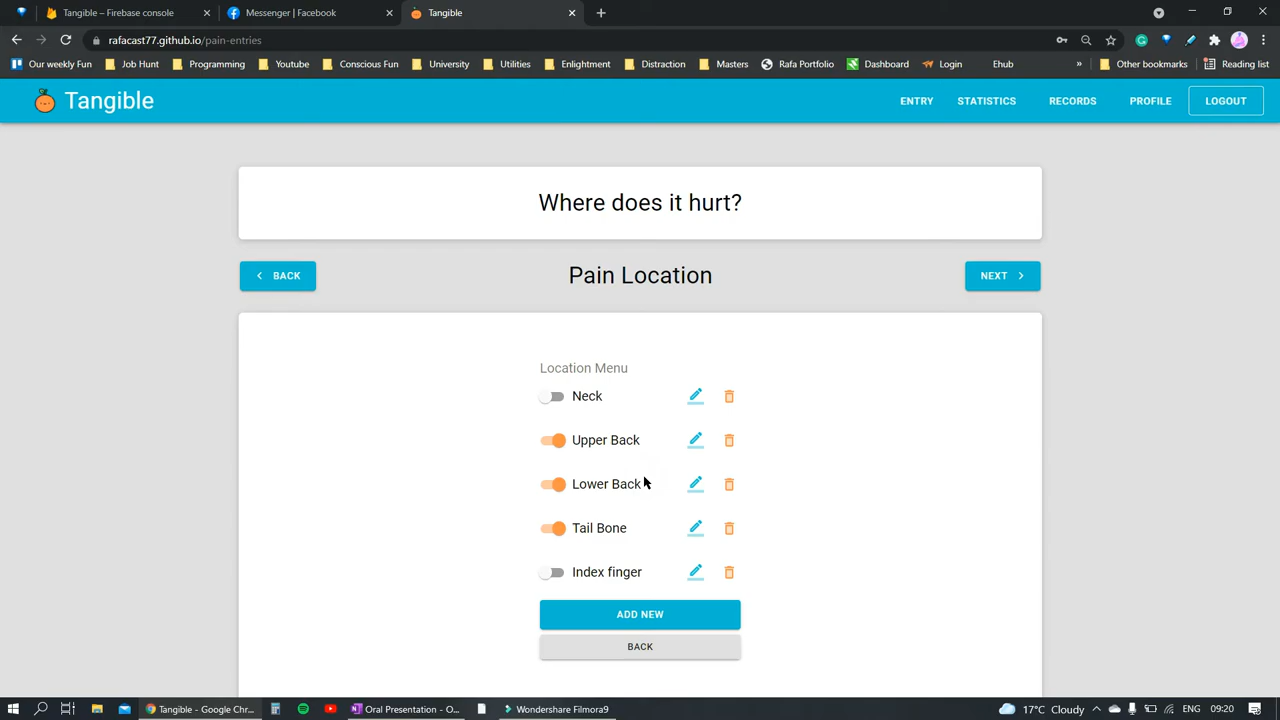 Tangible – Firebase console
Messenger | Facebook
Tangible
rafacast77.github.io/pain-entries
Our weekly Fun
Job Hunt
Programming
Youtube
Conscious Fun
University
Utilities
Enlightment
Distraction
Masters
Rafa Portfolio
Dashboard
Login
Ehub
»
Other bookmarks
Reading list
Tangible
ENTRY
STATISTICS
RECORDS
PROFILE
LOGOUT
Where does it hurt?
BACK
Pain Location
NEXT
Location Menu
Neck
Upper Back
Lower Back
Tail Bone
Index finger
ADD NEW
BACK
Tangible - Google Chr...
Oral Presentation - O...
Wondershare Filmora9
17°C Cloudy
ENG
09:20